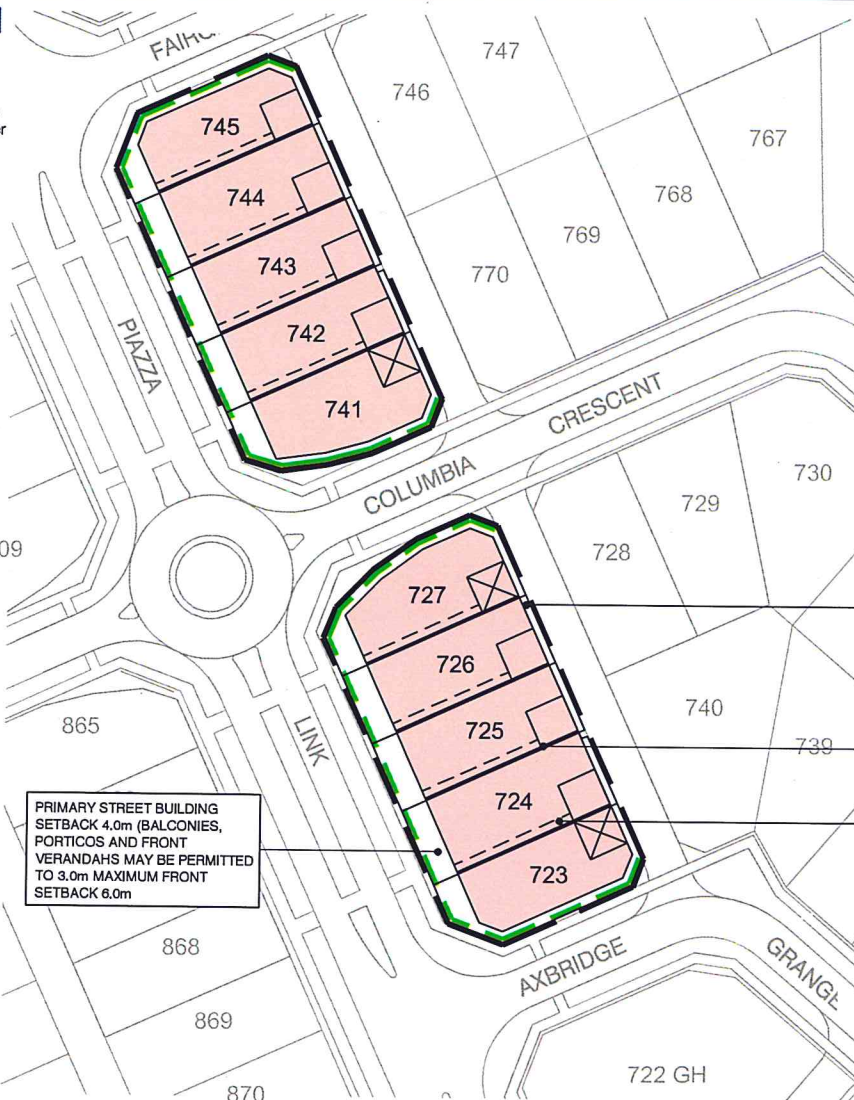 747
746
745
767
744
768
769
743
770
PIAZZA
742
CRESCENT
741
COLUMBIA
730
729
728
727
726
740
725
739
865
LINK
724
PRIMARY STREET BUILDING
SETBACK 4.0m (BALCONIES,
PORTICOS AND FRONT
VERANDAHS MAY BE PERMITTED
TO 3.0m MAXIMUM FRONT
SETBACK 6.0m
723
868
AXBRIDGE
GRANGE
869
722 GH
870
09